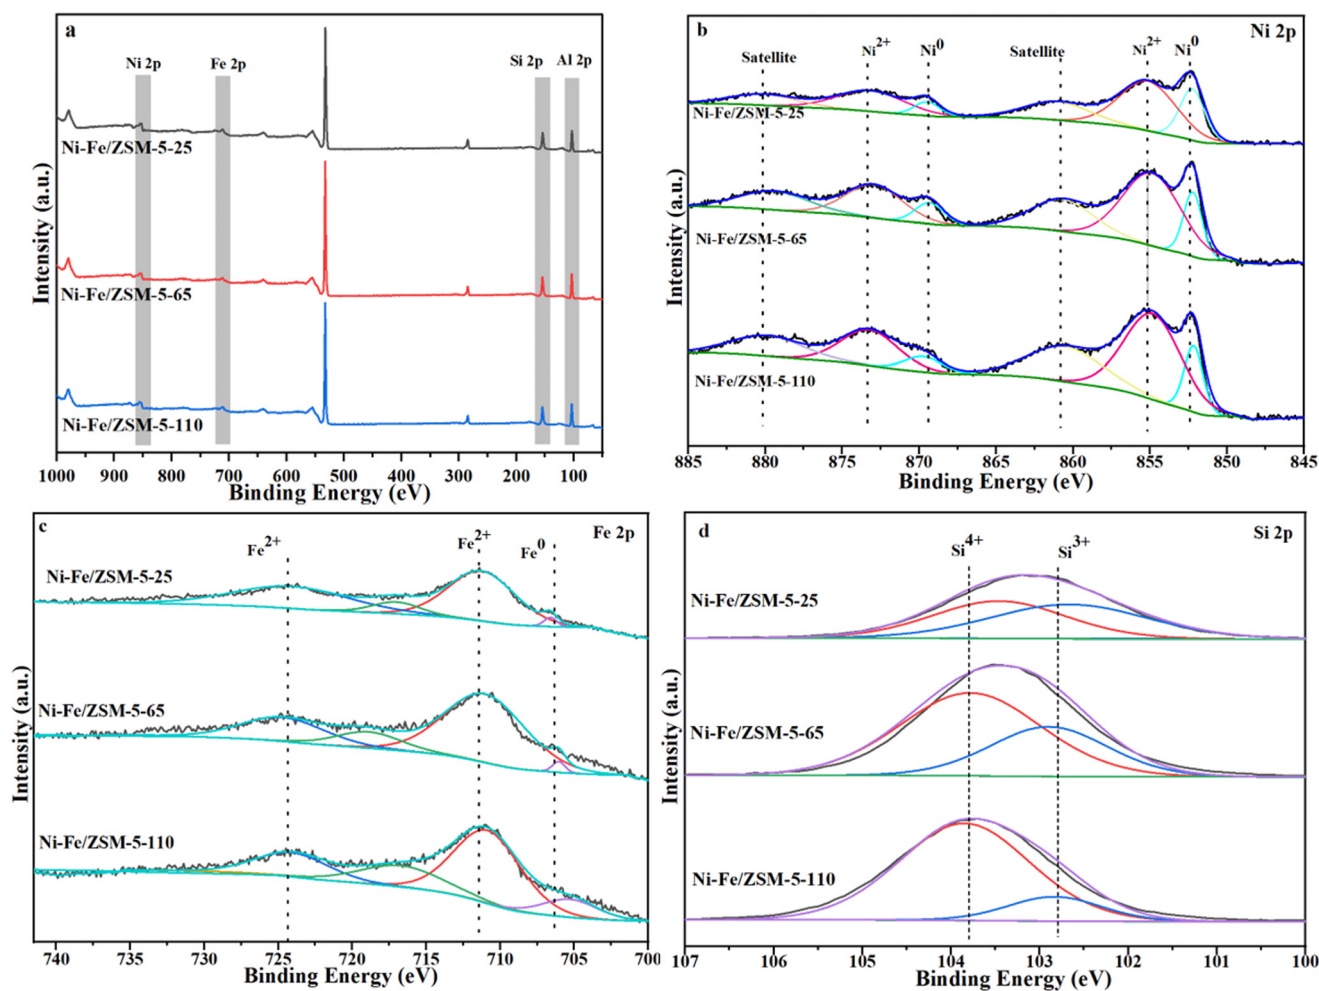 a
Ni 2p
Fe 2p
Si 2p
Al 2p
Ni-Fe/ZSM-5-25
Ni-Fe/ZSM-5-65
Ni-Fe/ZSM-5-110
Intensity (a.u.)
1000 900 800 700 600 500 400 300 200 100
Binding Energy (eV)
b
Ni 2p
Satellite
Ni2+
Ni0
Satellite
Ni2+
Ni0
Ni-Fe/ZSM-5-25
Ni-Fe/ZSM-5-65
Ni-Fe/ZSM-5-110
Intensity (a.u.)
885 880 875 870 865 860 855 850 845
Binding Energy (eV)
c
Fe 2p
Fe2+
Fe2+
Fe0
Ni-Fe/ZSM-5-25
Ni-Fe/ZSM-5-65
Ni-Fe/ZSM-5-110
Intensity (a.u.)
740 735 730 725 720 715 710 705 700
Binding Energy (eV)
d
Si 2p
Si4+
Si3+
Ni-Fe/ZSM-5-25
Ni-Fe/ZSM-5-65
Ni-Fe/ZSM-5-110
Intensity (a.u.)
107 106 105 104 103 102 101 100
Binding Energy (eV)